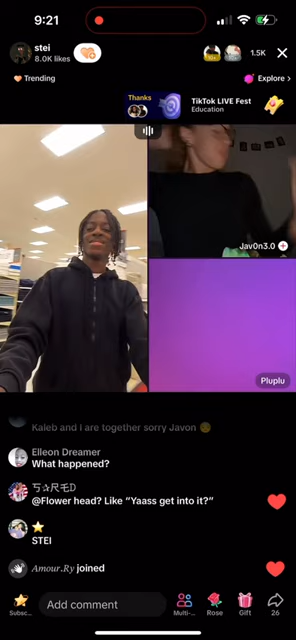 9:21
stei
8.0K likes
1.5K
Trending
Explore >
Thanks
TikTok LIVE Fest
Education
Jav0n3.0
Pluplu
Kaleb and I are together sorry Javon 😔
Elleon Dreamer
What happened?
@Flower head? Like “Yaass get into it?”
⭐
STEI
Amour.Ry joined
Subsc...
Add comment
Multi-...
Rose
Gift
26